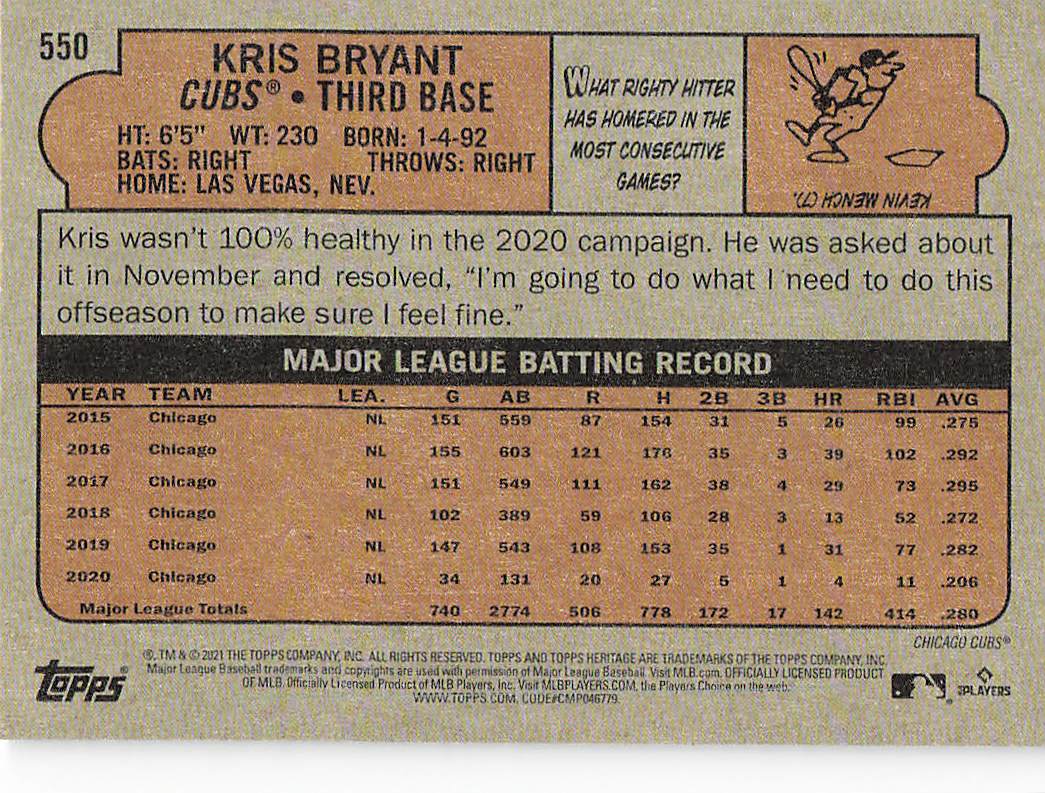 550
KRIS BRYANT
CUBS® • THIRD BASE
HT: 6'5" WT: 230 BORN: 1-4-92
BATS: RIGHT THROWS: RIGHT
HOME: LAS VEGAS, NEV.
WHAT RIGHTY HITTER
HAS HOMERED IN THE
MOST CONSECUTIVE
GAMES?
KEVIN MENCH (7).
Kris wasn't 100% healthy in the 2020 campaign. He was asked about
it in November and resolved, “I'm going to do what I need to do this
offseason to make sure I feel fine.”
MAJOR LEAGUE BATTING RECORD
YEAR TEAM LEA. G AB R H 2B 3B HR RBI AVG
2015 Chicago NL 151 559 87 154 31 5 26 99 .275
2016 Chicago NL 155 603 121 176 35 3 39 102 .292
2017 Chicago NL 151 549 111 162 38 4 29 73 .295
2018 Chicago NL 102 389 59 106 28 3 13 52 .272
2019 Chicago NL 147 543 108 153 35 1 31 77 .282
2020 Chicago NL 34 131 20 27 5 1 4 11 .206
Major League Totals 740 2774 506 778 172 17 142 414 .280
CHICAGO CUBS®
®, TM & © 2021 THE TOPPS COMPANY, INC. ALL RIGHTS RESERVED. TOPPS AND TOPPS HERITAGE ARE TRADEMARKS OF THE TOPPS COMPANY, INC.
Major League Baseball trademarks and copyrights are used with permission of Major League Baseball. Visit MLB.com. OFFICIALLY LICENSED PRODUCT
OF MLB. Officially Licensed Product of MLB Players, Inc. Visit MLBPLAYERS.COM, the Players Choice on the web.
WWW.TOPPS.COM. CODE#CMP046779.
topps®
PLAYERS